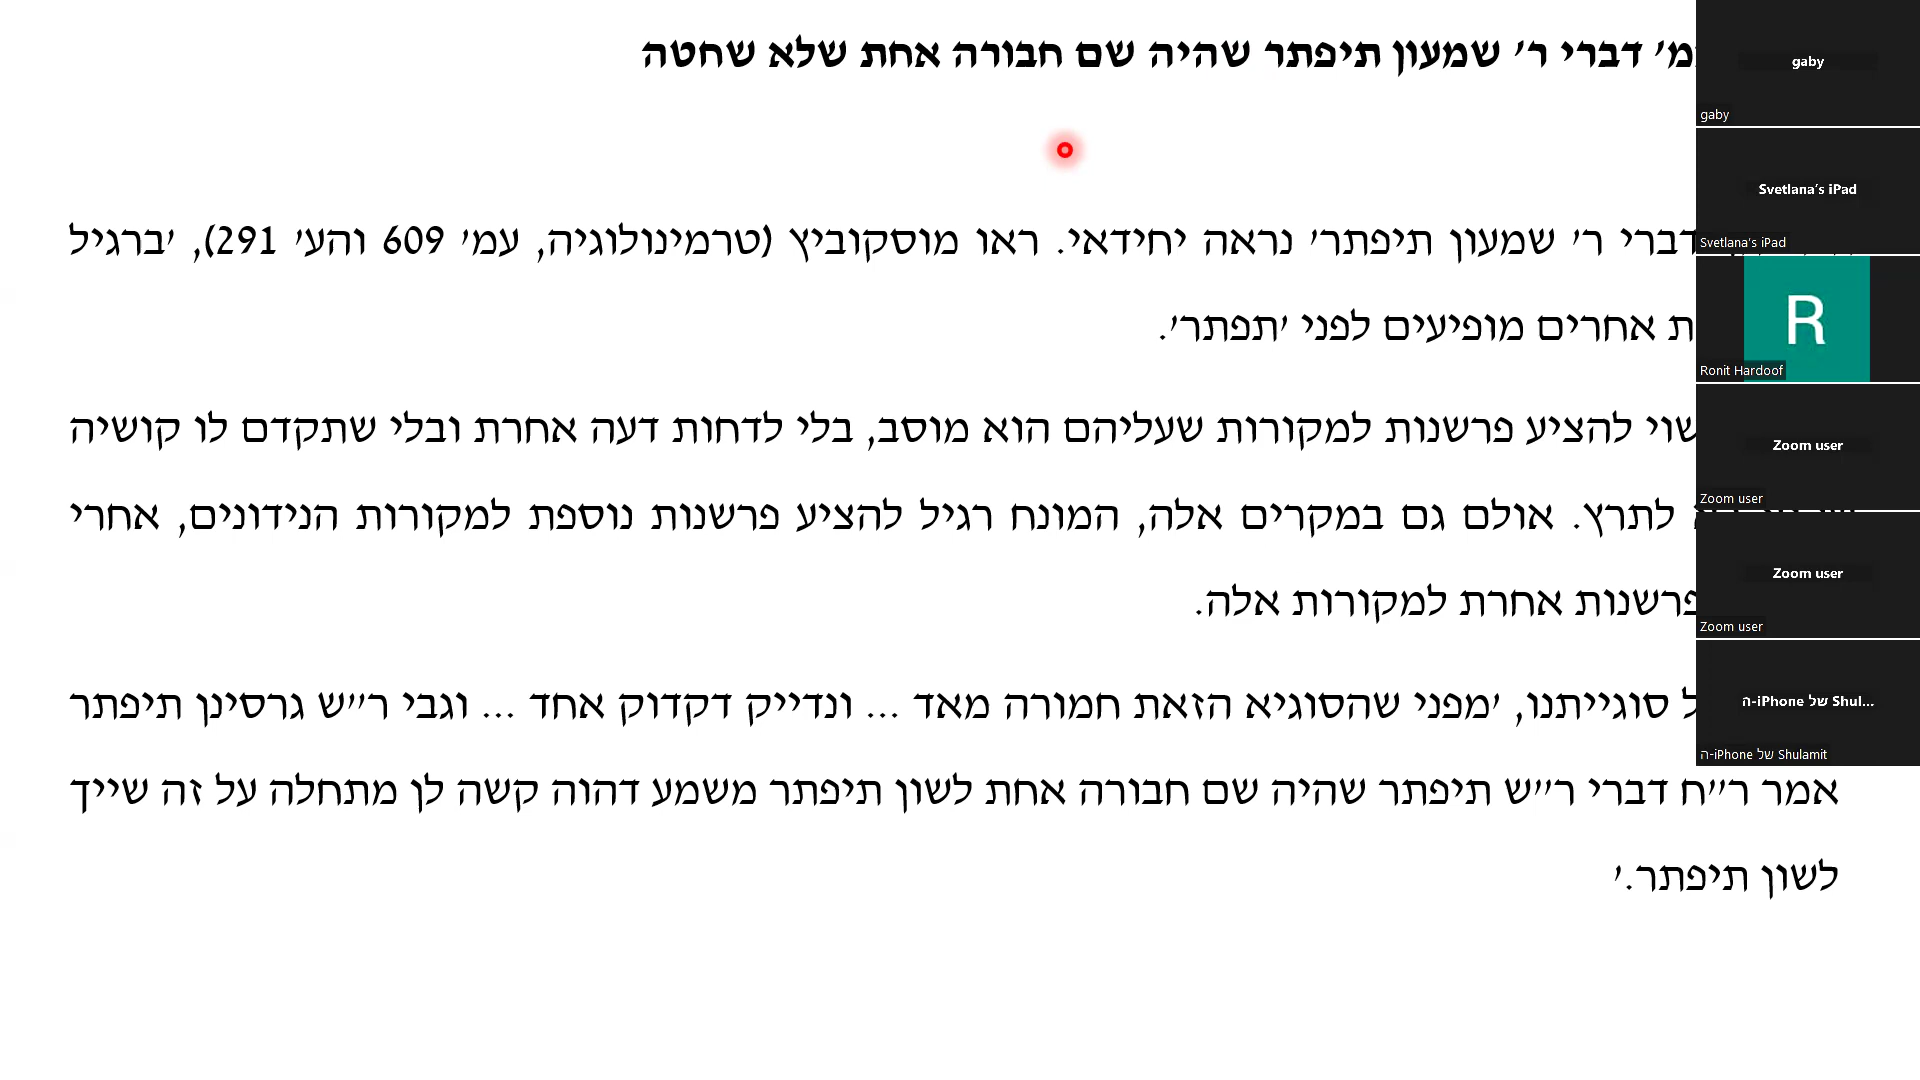 דברי ר׳ שמעון תיפתר שהיה שם חבורה אחת שלא שחטה
דברי ר׳ שמעון תיפתר׳ נראה יחידאי. ראו מוסקוביץ (טרמינולוגיה, עמ׳ 609 והע׳ 291), ׳ברגיל
אחרים מופיעים לפני ׳תפתר׳.
להציע פרשנות למקורות שעליהם הוא מוסב, בלי לדחות דעה אחרת ובלי שתקדם לו קושיה
לתרץ. אולם גם במקרים אלה, המונח רגיל להציע פרשנות נוספת למקורות הנידונים, אחרי
פרשנות אחרת למקורות אלה.
סוגייתנו, ׳מפני שהסוגיא הזאת חמורה מאד ... ונדייק דקדוק אחד ... וגבי ר״ש גרסינן תיפתר
אמר ר״ח דברי ר״ש תיפתר שהיה שם חבורה אחת לשון תיפתר משמע דהוה קשה לן מתחלה על זה שייך
לשון תיפתר.׳
gaby
gaby
Svetlana's iPad
Svetlana's iPad
R
Ronit Hardoof
Zoom user
Zoom user
Zoom user
Zoom user
ה-iPhone של Shul...
ה-iPhone של Shulamit